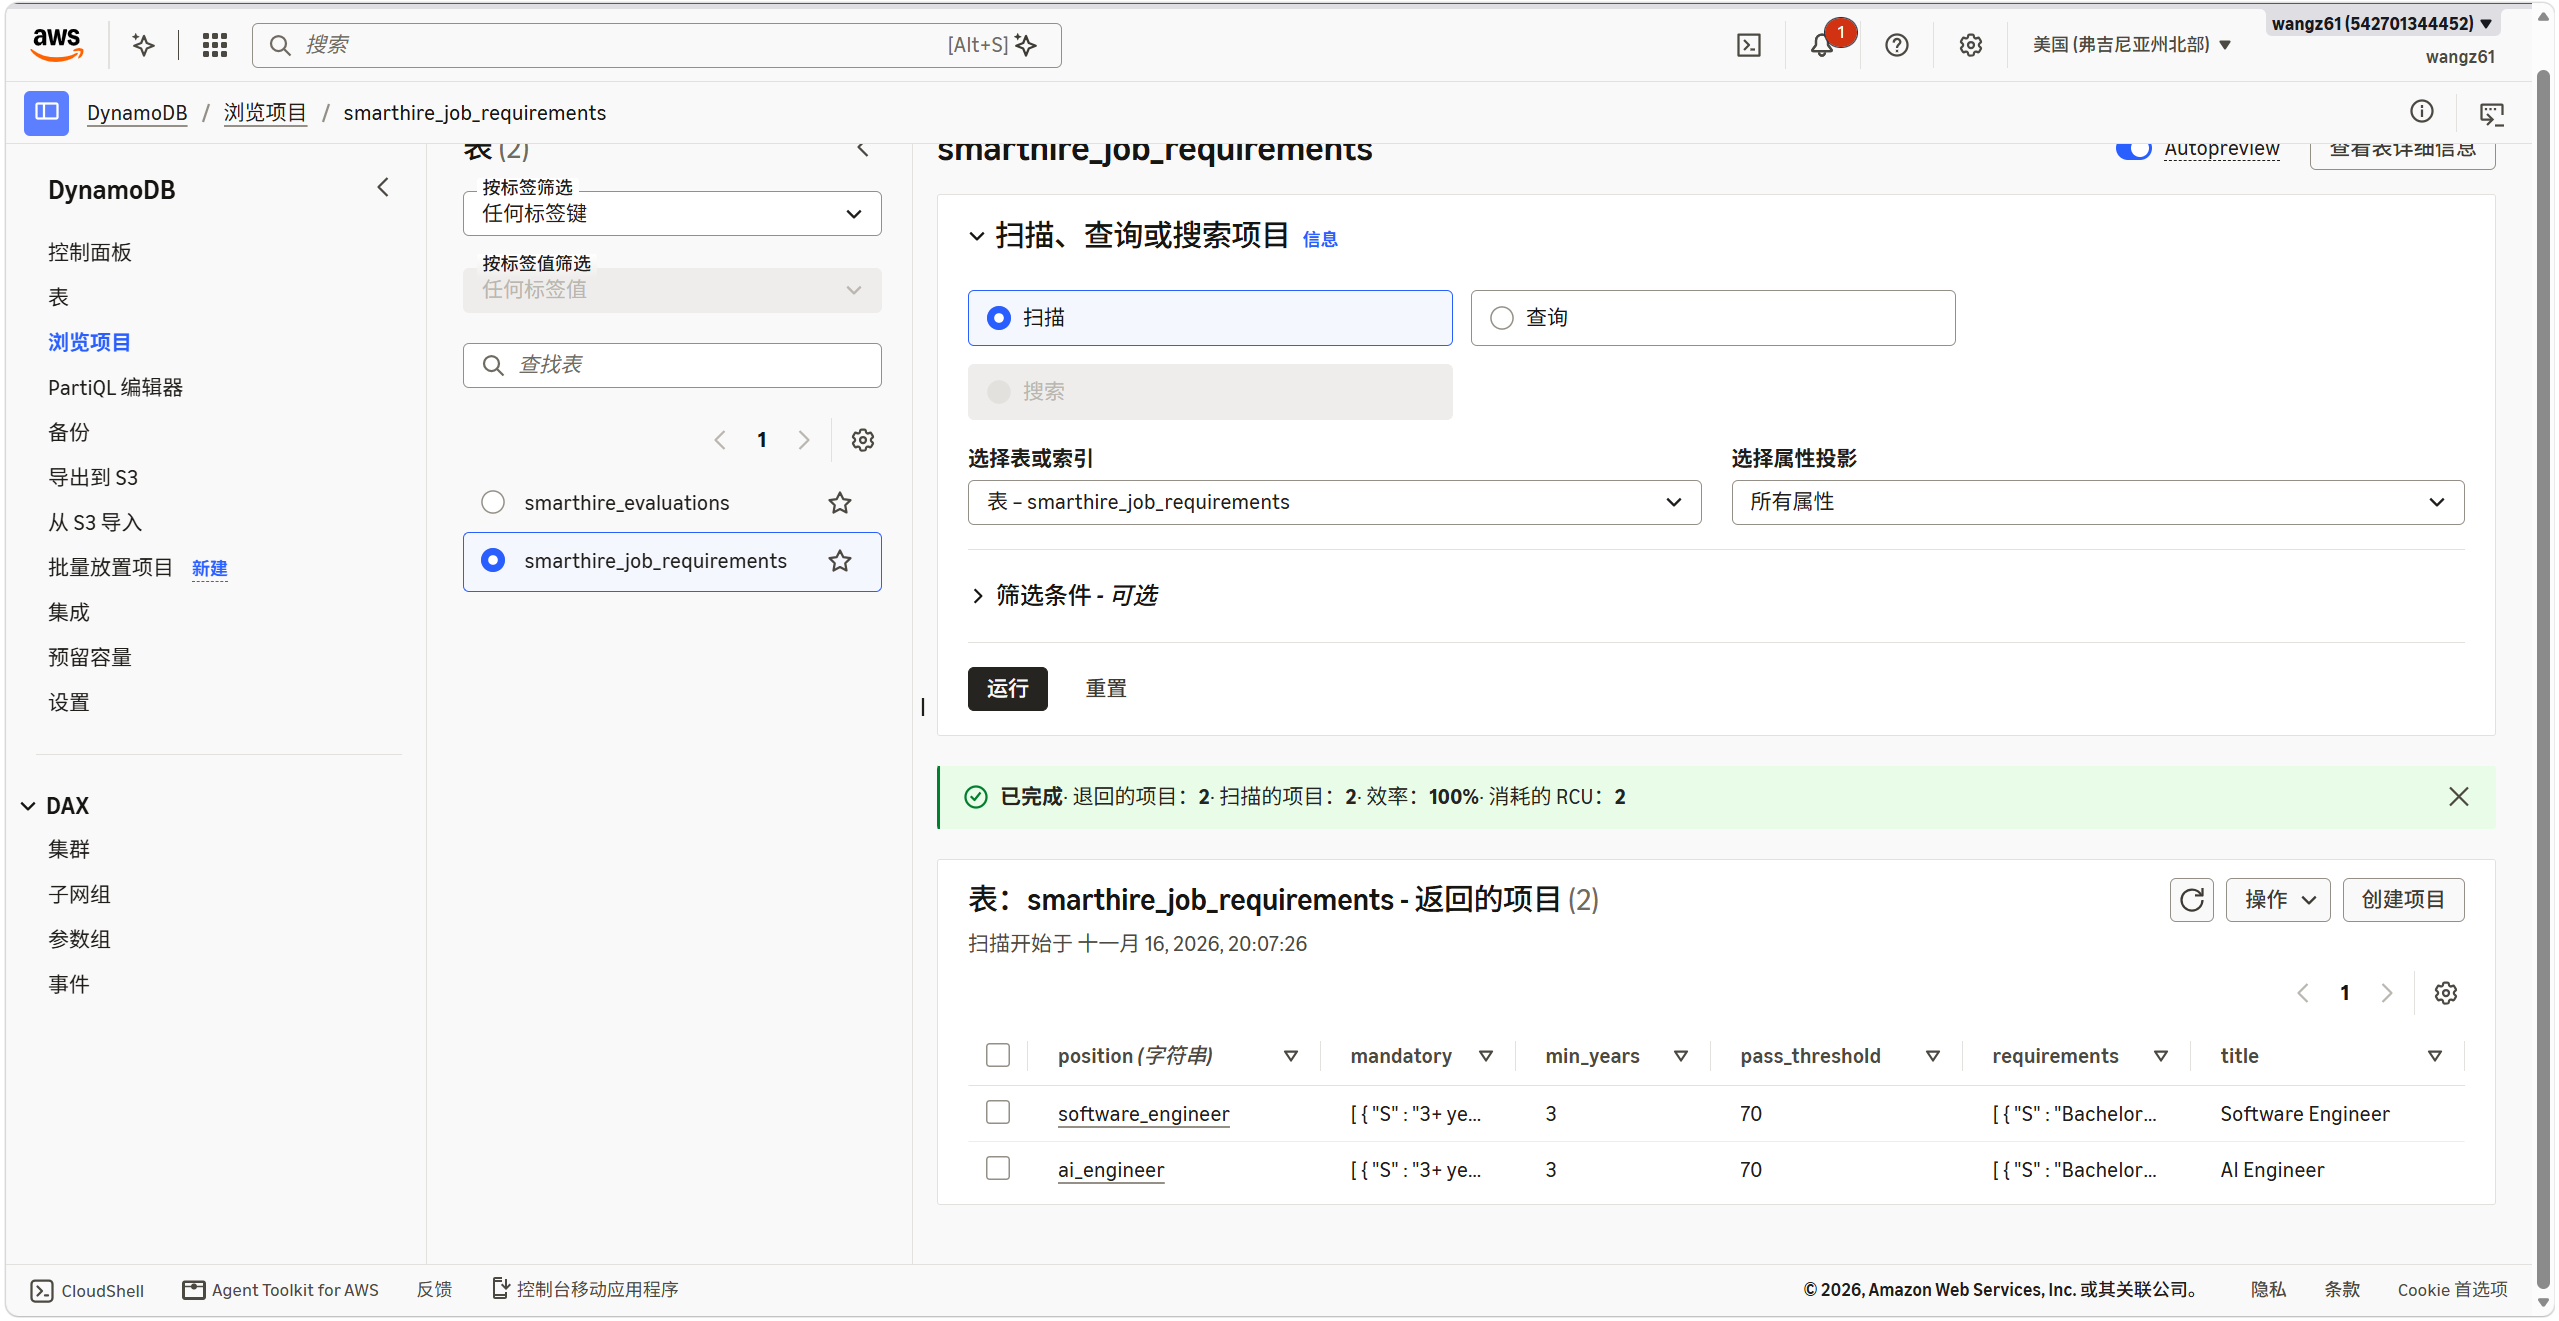 aws
搜索
[Alt+S]
1
美国 (弗吉尼亚州北部) ▼
wangz61 (542701344452) ▼
wangz61
DynamoDB / 浏览项目 / smarthire_job_requirements
DynamoDB
控制面板
表
浏览项目
PartiQL 编辑器
备份
导出到 S3
从 S3 导入
批量放置项目 新建
集成
预留容量
设置
DAX
集群
子网组
参数组
事件
表 (2)
按标签筛选
任何标签键
按标签值筛选
任何标签值
查找表
1
smarthire_evaluations
smarthire_job_requirements
smarthire_job_requirements
Autopreview
查看表详细信息
扫描、查询或搜索项目 信息
扫描
查询
搜索
选择表或索引
表 – smarthire_job_requirements
选择属性投影
所有属性
筛选条件 - 可选
运行
重置
已完成· 退回的项目：2· 扫描的项目：2· 效率：100%· 消耗的 RCU：2
表：smarthire_job_requirements - 返回的项目 (2)
扫描开始于 十一月 16, 2026, 20:07:26
操作
创建项目
1
position (字符串) mandatory min_years pass_threshold requirements title
software_engineer [ { "S" : "3+ ye... 3 70 [ { "S" : "Bachelor... Software Engineer
ai_engineer [ { "S" : "3+ ye... 3 70 [ { "S" : "Bachelor... AI Engineer
CloudShell Agent Toolkit for AWS 反馈 控制台移动应用程序
© 2026, Amazon Web Services, Inc. 或其关联公司。 隐私 条款 Cookie 首选项